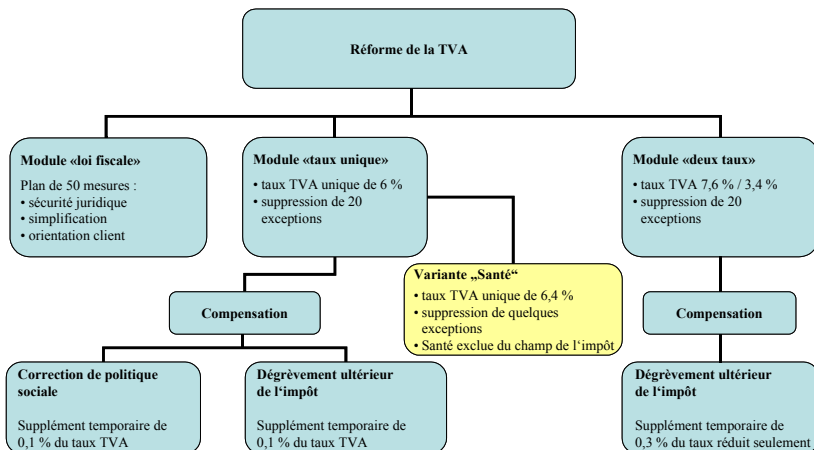 Réforme de la TVA
Module «loi fiscale»
Plan de 50 mesures :
• sécurité juridique
• simplification
• orientation client
Module «taux unique»
• taux TVA unique de 6 %
• suppression de 20
exceptions
Module «deux taux»
• taux TVA 7,6 % / 3,4 %
• suppression de 20
exceptions
Variante „Santé“
• taux TVA unique de 6,4 %
• suppression de quelques
exceptions
• Santé exclue du champ de l‘impôt
Compensation
Compensation
Correction de politique
sociale
Supplément temporaire de
0,1 % du taux TVA
Dégrèvement ultérieur
de l‘impôt
Supplément temporaire de
0,1 % du taux TVA
Dégrèvement ultérieur
de l‘impôt
Supplément temporaire de
0,3 % du taux réduit seulement